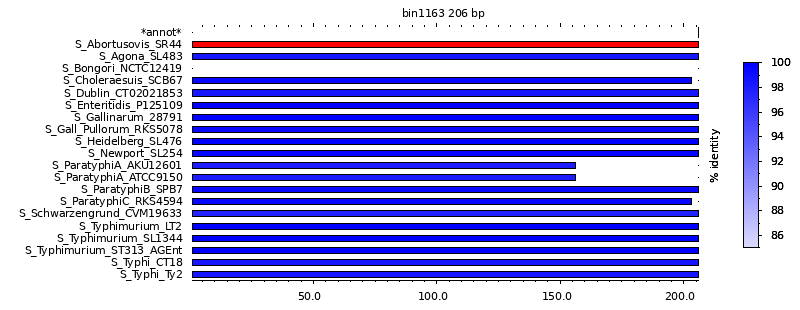 bin1163 206 bp
*annot*
S_Abortusovis_SR44
S_Agona_SL483
S_Bongori_NCTC12419
S_Choleraesuis_SCB67
S_Dublin_CT02021853
S_Enteritidis_P125109
S_Gallinarum_28791
S_Gall_Pullorum_RKS5078
S_Heidelberg_SL476
S_Newport_SL254
S_ParatyphiA_AKU12601
S_ParatyphiA_ATCC9150
S_ParatyphiB_SPB7
S_ParatyphiC_RKS4594
S_Schwarzengrund_CVM19633
S_Typhimurium_LT2
S_Typhimurium_SL1344
S_Typhimurium_ST313_AGEnt
S_Typhi_CT18
S_Typhi_Ty2
50.0 100.0 150.0 200.0
% identity
100
98
96
94
92
90
88
86